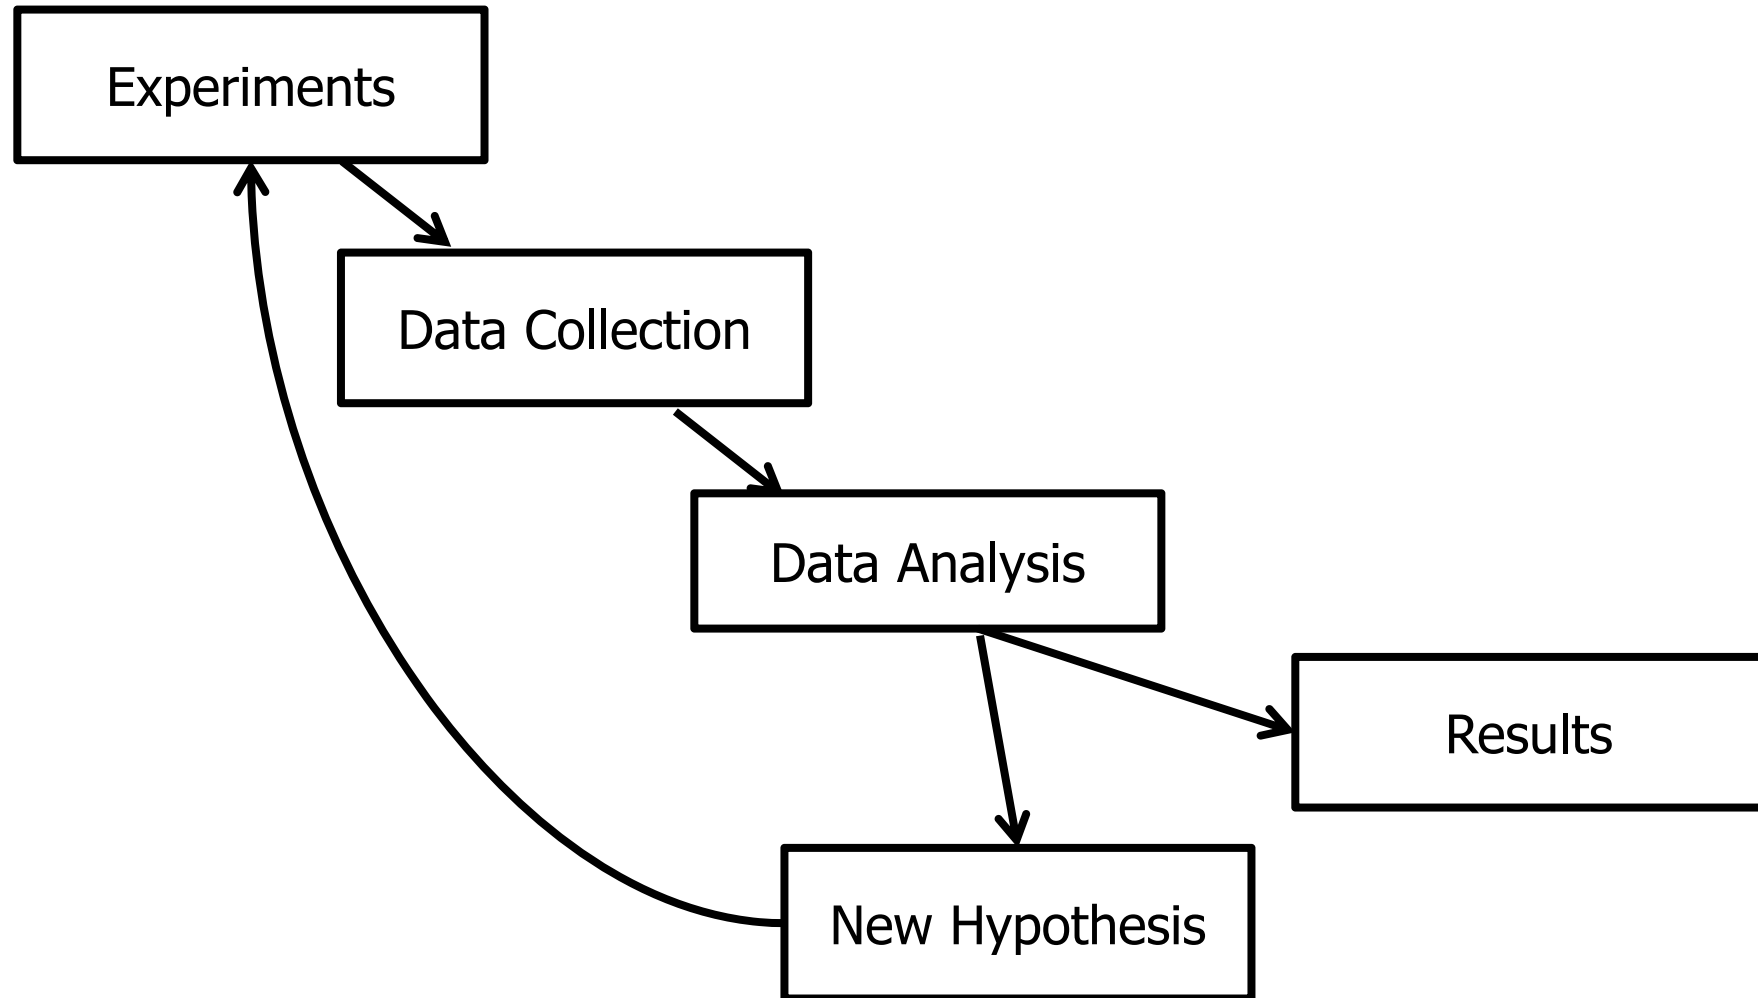 Experiments
Data Collection
Data Analysis
Results
New Hypothesis